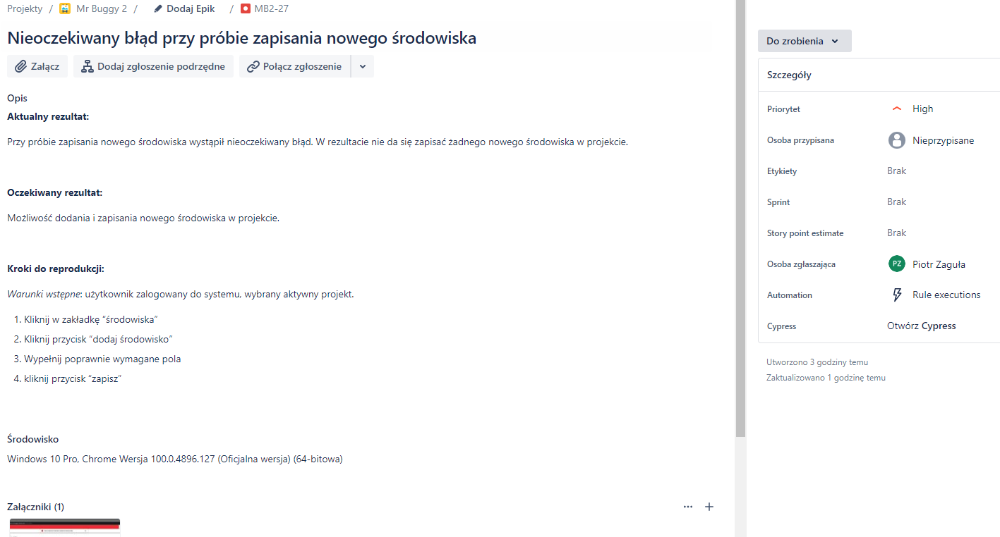 Projekty / Mr Buggy 2 / Dodaj Epik / MB2-27
Nieoczekiwany błąd przy próbie zapisania nowego środowiska
Załącz Dodaj zgłoszenie podrzędne Połącz zgłoszenie
Opis
Aktualny rezultat:
Przy próbie zapisania nowego środowiska wystąpił nieoczekiwany błąd. W rezultacie nie da się zapisać żadnego nowego środowiska w projekcie.
Oczekiwany rezultat:
Możliwość dodania i zapisania nowego środowiska w projekcie.
Kroki do reprodukcji:
Warunki wstępne: użytkownik zalogowany do systemu, wybrany aktywny projekt.
1. Kliknij w zakładkę “środowiska”
2. Kliknij przycisk “dodaj środowisko”
3. Wypełnij poprawnie wymagane pola
4. kliknij przycisk “zapisz”
Środowisko
Windows 10 Pro, Chrome Wersja 100.0.4896.127 (Oficjalna wersja) (64-bitowa)
Załączniki (1)
Do zrobienia
Szczegóły
Priorytet High
Osoba przypisana Nieprzypisane
Etykiety Brak
Sprint Brak
Story point estimate Brak
Osoba zgłaszająca PZ Piotr Zaguła
Automation Rule executions
Cypress Otwórz Cypress
Utworzono 3 godziny temu
Zaktualizowano 1 godzinę temu